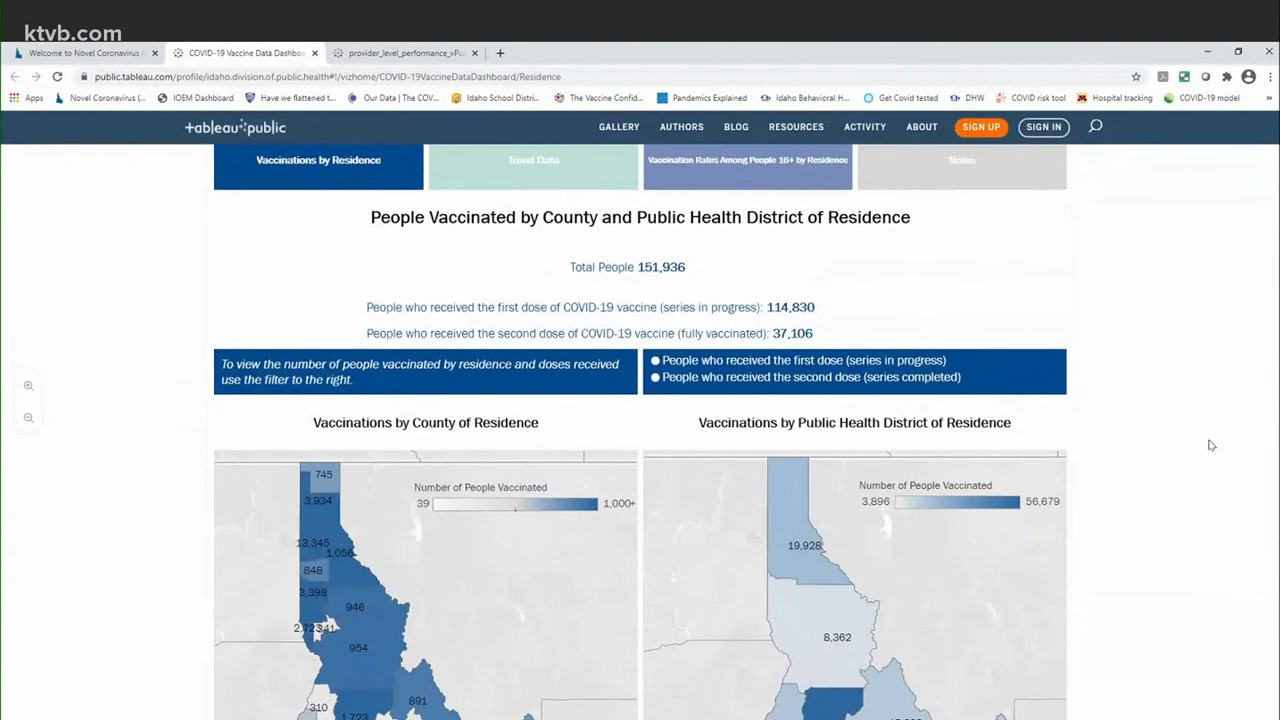 ktvb.com
Welcome to Novel Coronavirus
COVID-19 Vaccine Data Dashboa
provider_level_performance_vPu
public.tableau.com/profile/idaho.division.of.public.health#!/vizhome/COVID-19VaccineDataDashboard/Residence
Apps
Novel Coronavirus (...
IOEM Dashboard
Have we flattened t...
Our Data | The COV...
Idaho School Distri...
The Vaccine Confid...
Pandemics Explained
Idaho Behavioral H...
Get Covid tested
DHW
COVID risk tool
Hospital tracking
COVID-19 model
»
tableau public
GALLERY
AUTHORS
BLOG
RESOURCES
ACTIVITY
ABOUT
SIGN UP
SIGN IN
Vaccinations by Residence
Trend Data
Vaccination Rates Among People 16+ by Residence
Notes
People Vaccinated by County and Public Health District of Residence
Total People 151,936
People who received the first dose of COVID-19 vaccine (series in progress): 114,830
People who received the second dose of COVID-19 vaccine (fully vaccinated): 37,106
To view the number of people vaccinated by residence and doses received
use the filter to the right.
People who received the first dose (series in progress)
People who received the second dose (series completed)
Vaccinations by County of Residence
Number of People Vaccinated
39
1,000+
745
3,934
13,345
1,056
848
3,398
946
954
891
310
1,723
Vaccinations by Public Health District of Residence
Number of People Vaccinated
3,896
56,679
19,928
8,362